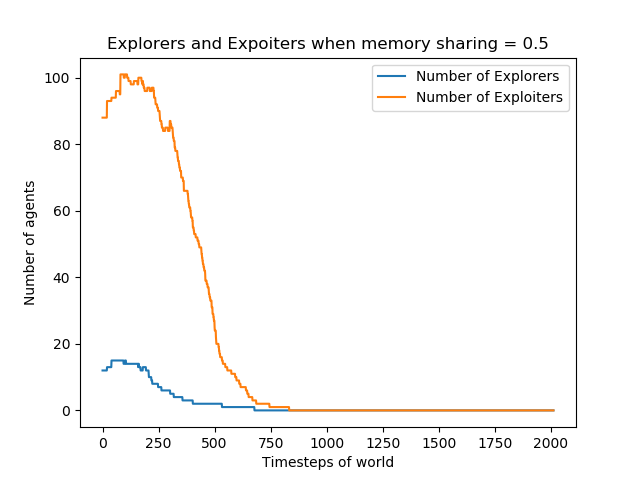 Explorers and Expoiters when memory sharing = 0.5
Number of Explorers
Number of Exploiters
Number of agents
100
80
60
40
20
0
0 250 500 750 1000 1250 1500 1750 2000
Timesteps of world